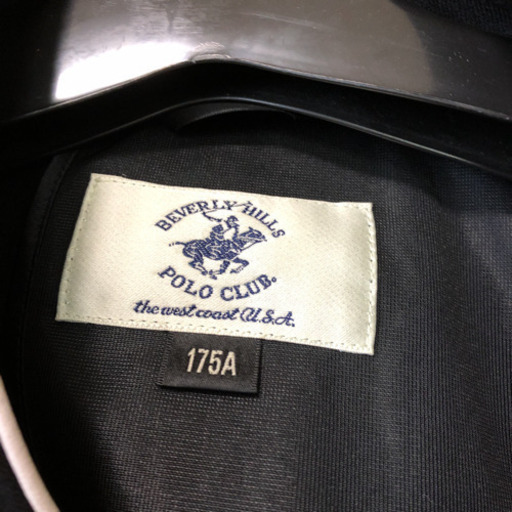 BEVERLY HILLS
POLO CLUB®
the west coast U.S.A.
175A